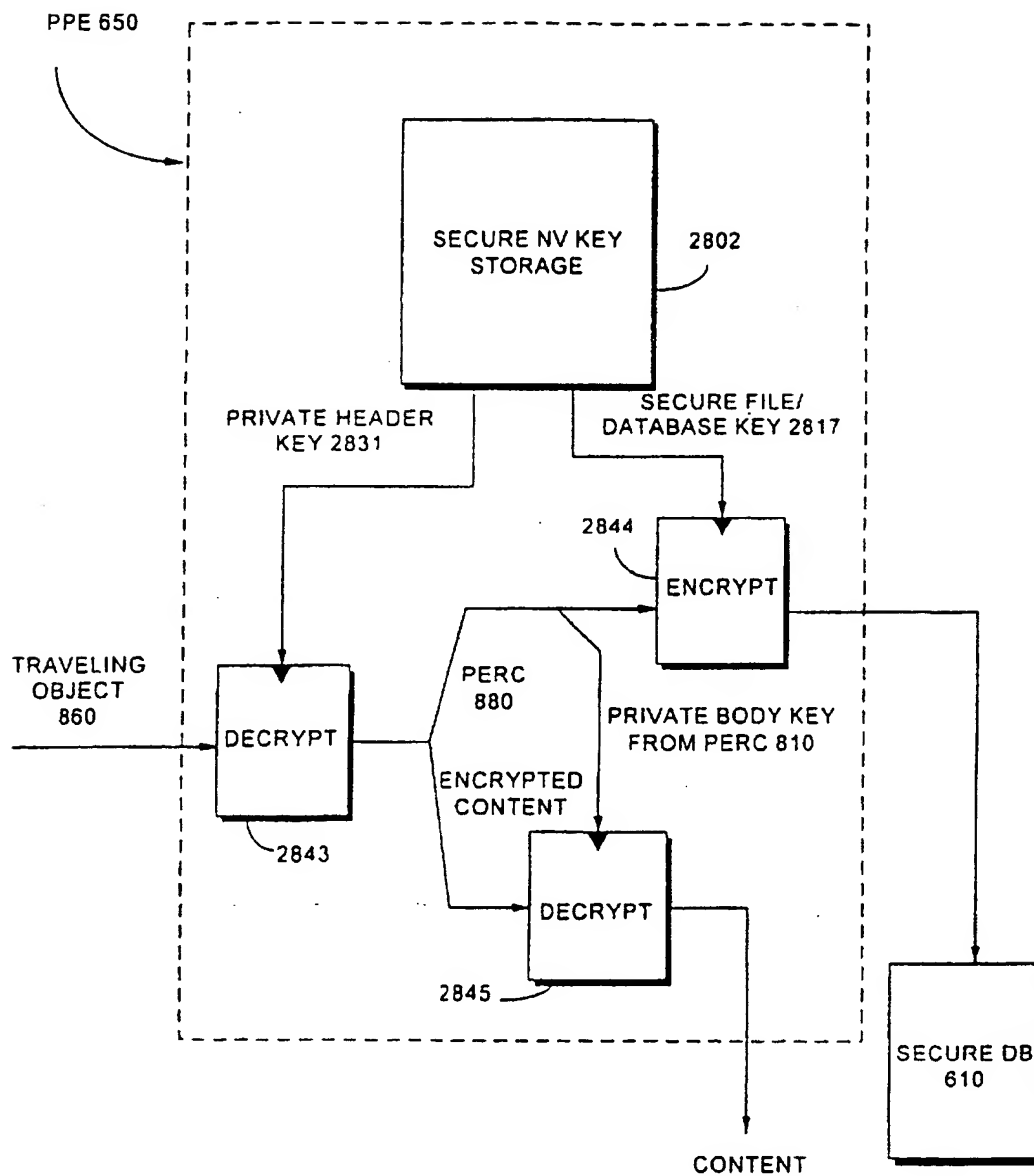 PPE 650
SECURE NV KEY
STORAGE
2802
PRIVATE HEADER
KEY 2831
SECURE FILE/
DATABASE KEY 2817
2844
ENCRYPT
TRAVELING
OBJECT
860
DECRYPT
PERC
880
PRIVATE BODY KEY
FROM PERC 810
ENCRYPTED
CONTENT
2843
DECRYPT
2845
SECURE DB
610
CONTENT